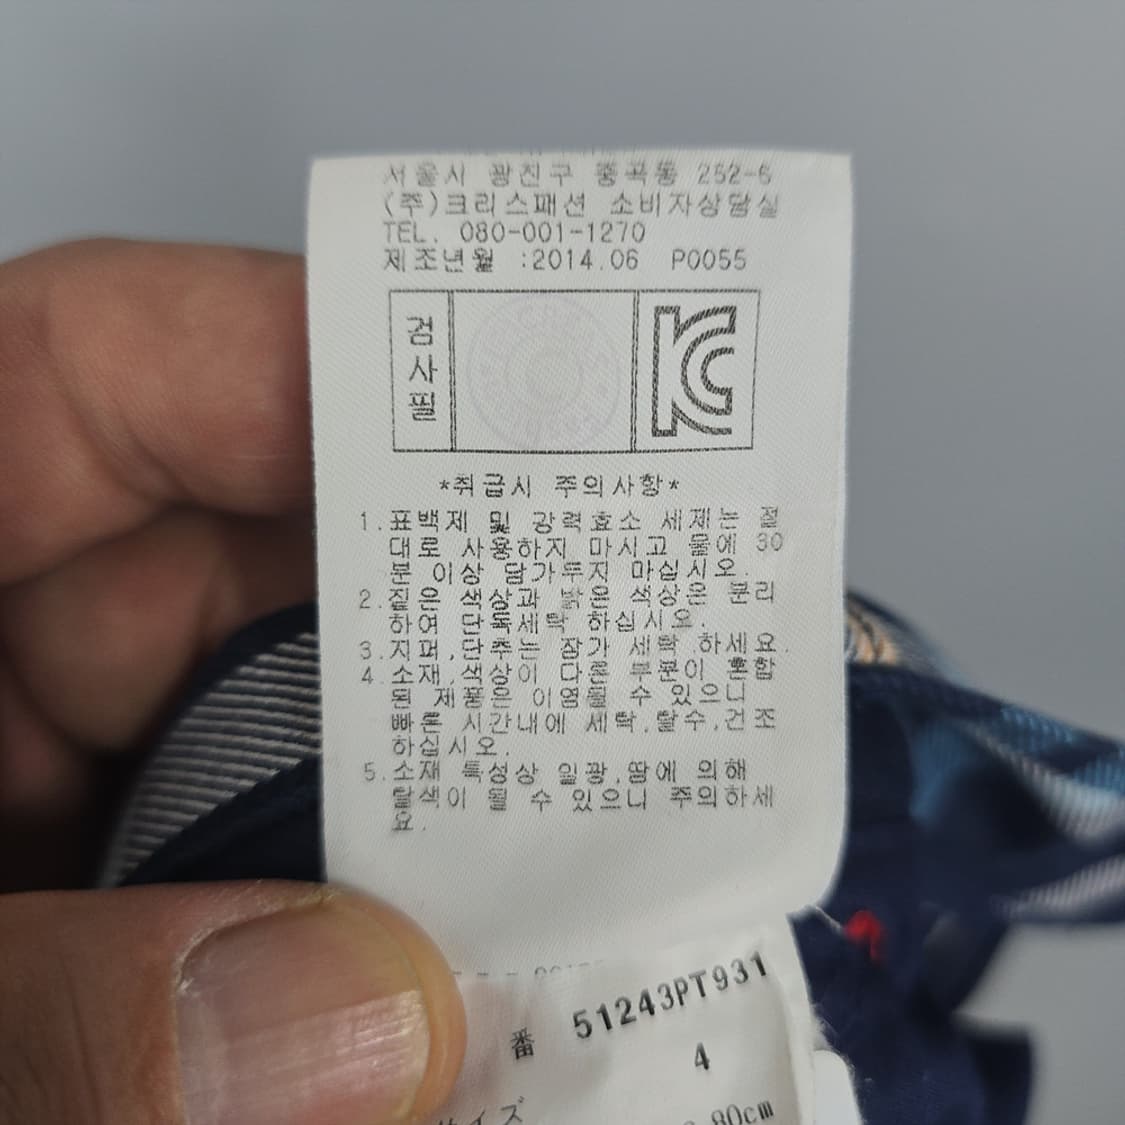 서울시 광진구 중곡동 252-6
(주)크리스패션 소비자상담실
TEL. 080-001-1270
제조년월 :2014.06 P0055
검사필
KC
*취급시 주의사항*
1.표백제 및 강력효소 세제는 절
대로 사용하지 마시고 물에 30
분 이상 담가두지 마십시오.
2.짙은 색상과 밝은 색상은 분리
하여 단독세탁 하십시오.
3.지퍼,단추는 잠가 세탁 하세요.
4.소재,색상이 다른 부분이 혼합
된 제품은 이염될 수 있으니
빠른 시간내에 세탁,탈수,건조
하십시오.
5.소재 특성상 일광,땀에 의해
탈색이 될 수 있으니 주의하세
요.
番 51243PT931
4
イズ
80cm